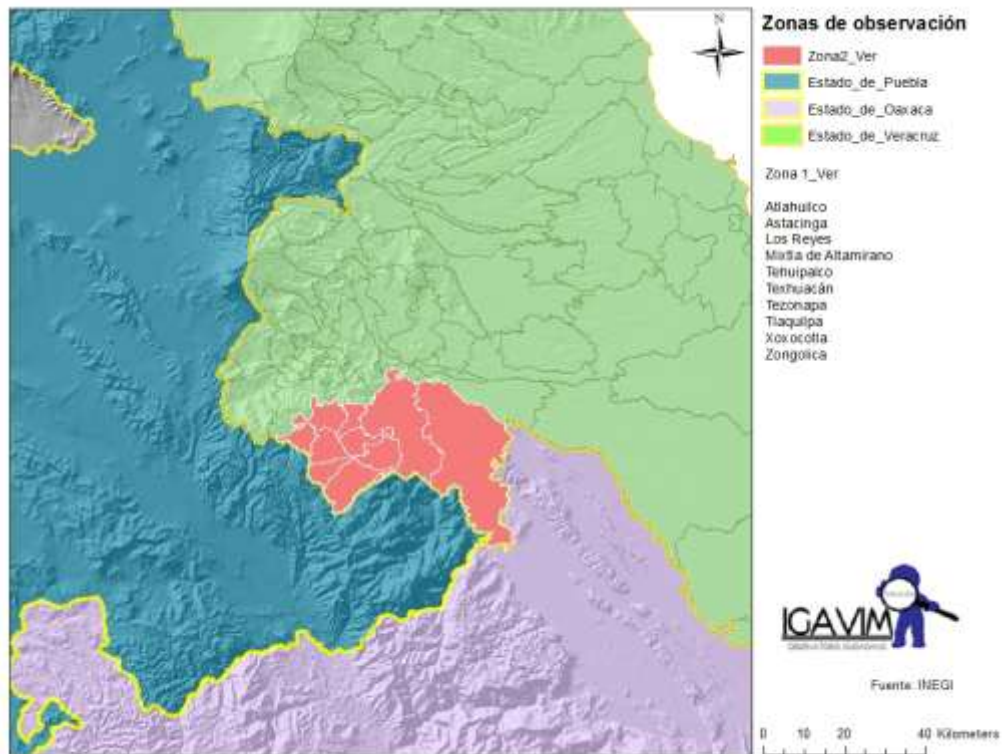 Zonas de observación
Zona2_Ver
Estado_de_Puebla
Estado_de_Oaxaca
Estado_de_Veracruz
Zona 1_Ver
Atlahuilco
Astacinga
Los Reyes
Mixtla de Altamirano
Tehuipalco
Texhuacán
Tezonapa
Tlaquilpa
Xoxocotla
Zongolica
N
IGAVIM
Fuente: INEGI
0 10 20 40 Kilometers